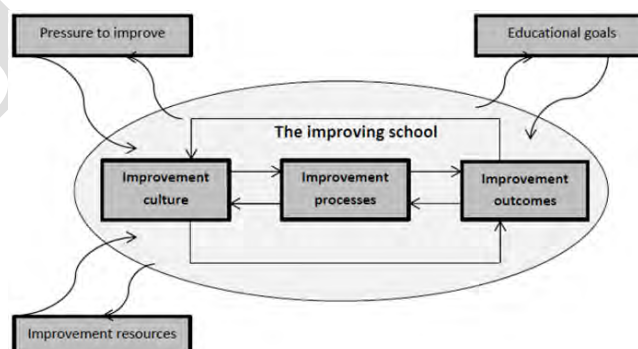 Pressure to improve
Educational goals
The improving school
Improvement
culture
Improvement
processes
Improvement
outcomes
Improvement resources